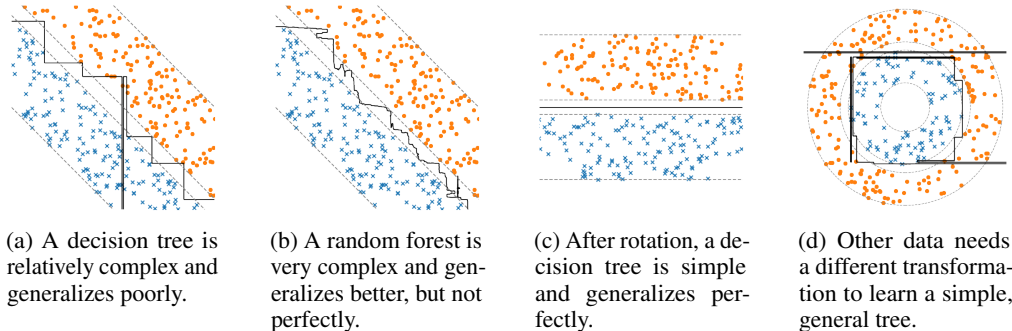 (a) A decision tree is
relatively complex and
generalizes poorly.
(b) A random forest is
very complex and gen-
eralizes better, but not
perfectly.
(c) After rotation, a de-
cision tree is simple
and generalizes per-
fectly.
(d) Other data needs
a different transforma-
tion to learn a simple,
general tree.